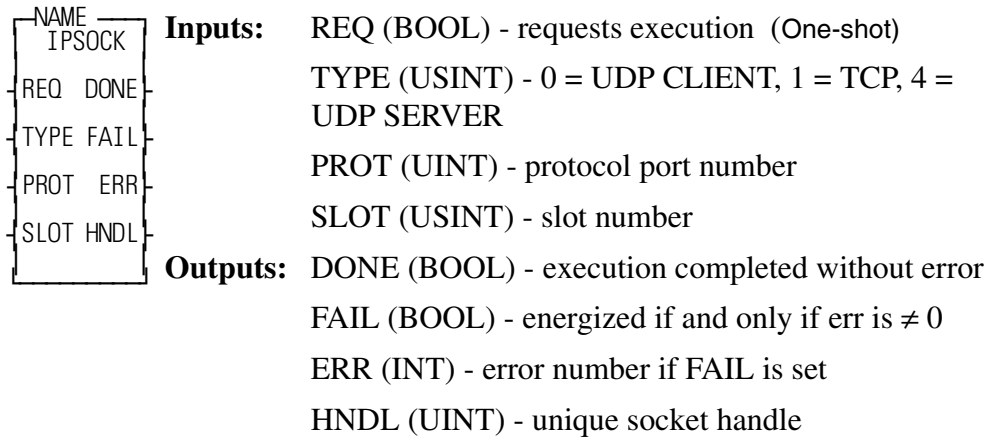 NAME
IPSOCK
REQ DONE
TYPE FAIL
PROT ERR
SLOT HNDL
Inputs: REQ (BOOL) - requests execution (One-shot)
TYPE (USINT) - 0 = UDP CLIENT, 1 = TCP, 4 =
UDP SERVER
PROT (UINT) - protocol port number
SLOT (USINT) - slot number
Outputs: DONE (BOOL) - execution completed without error
FAIL (BOOL) - energized if and only if err is ≠ 0
ERR (INT) - error number if FAIL is set
HNDL (UINT) - unique socket handle